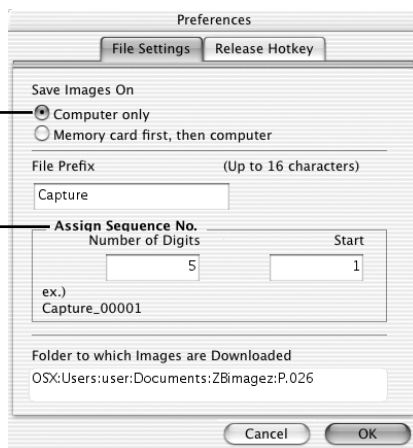 Preferences
File Settings Release Hotkey
Save Images On
Computer only
Memory card first, then computer
File Prefix (Up to 16 characters)
Capture
Assign Sequence No.
Number of Digits Start
5 1
ex.)
Capture_00001
Folder to which Images are Downloaded
OSX:Users:user:Documents:ZBimagez:P.026
Cancel OK